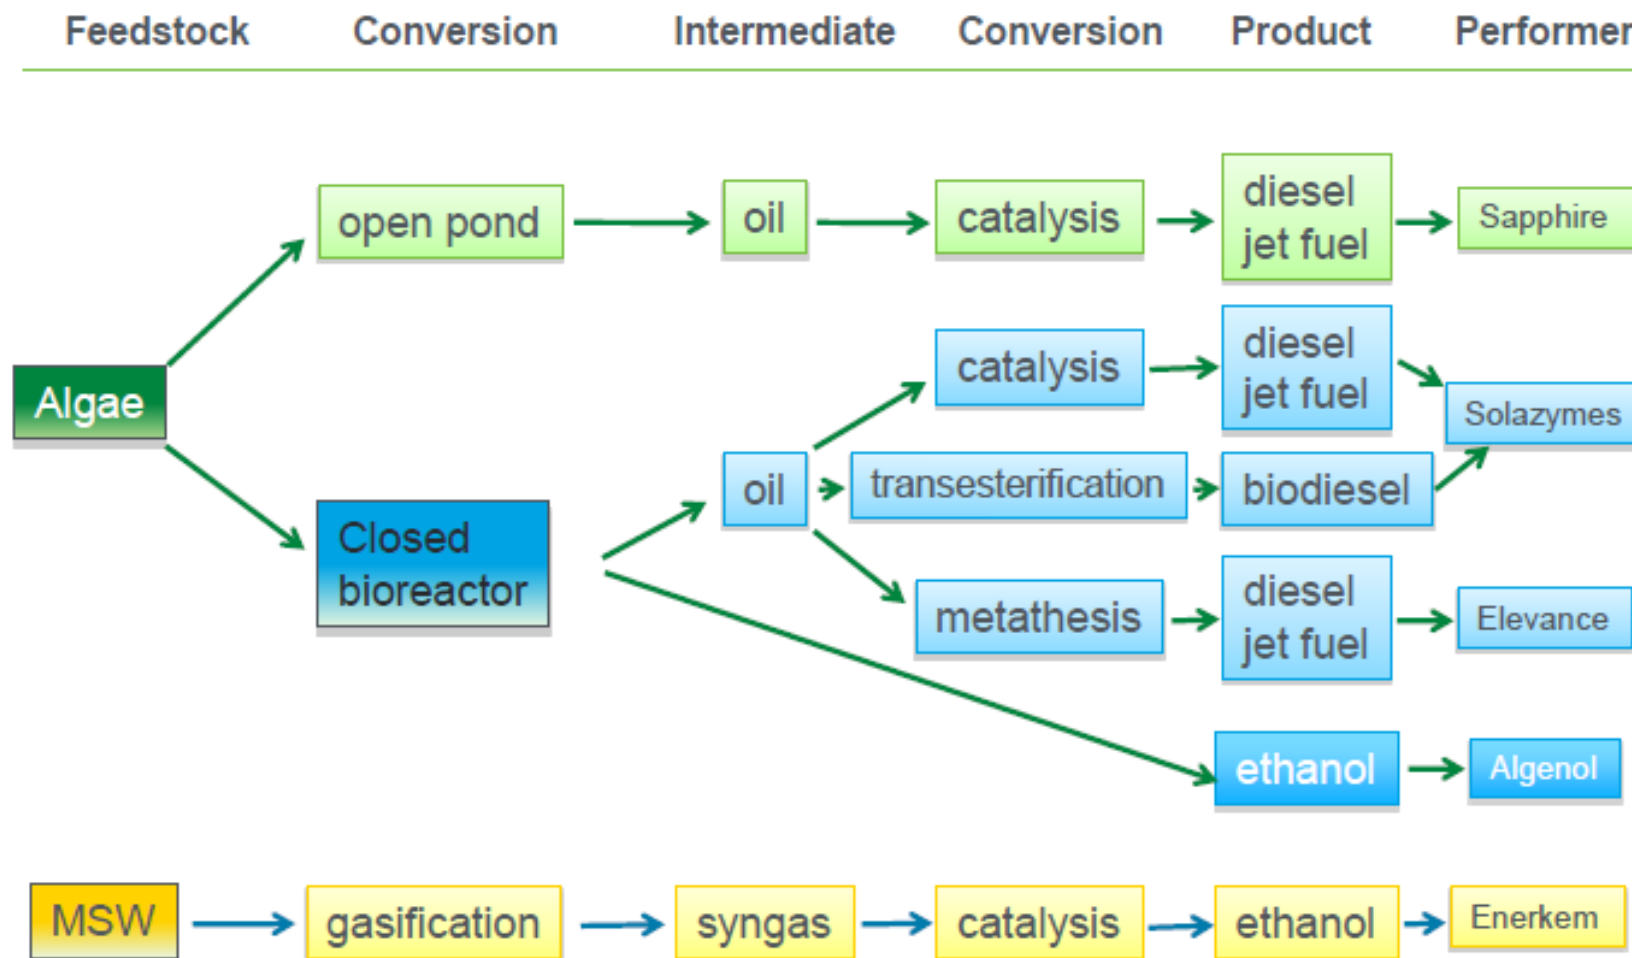 Feedstock Conversion Intermediate Conversion Product Performer
open pond
oil
catalysis
diesel
jet fuel
Sapphire
Algae
catalysis
diesel
jet fuel
Solazymes
oil
transesterification
biodiesel
Closed
bioreactor
metathesis
diesel
jet fuel
Elevance
ethanol
Algenol
MSW
gasification
syngas
catalysis
ethanol
Enerkem